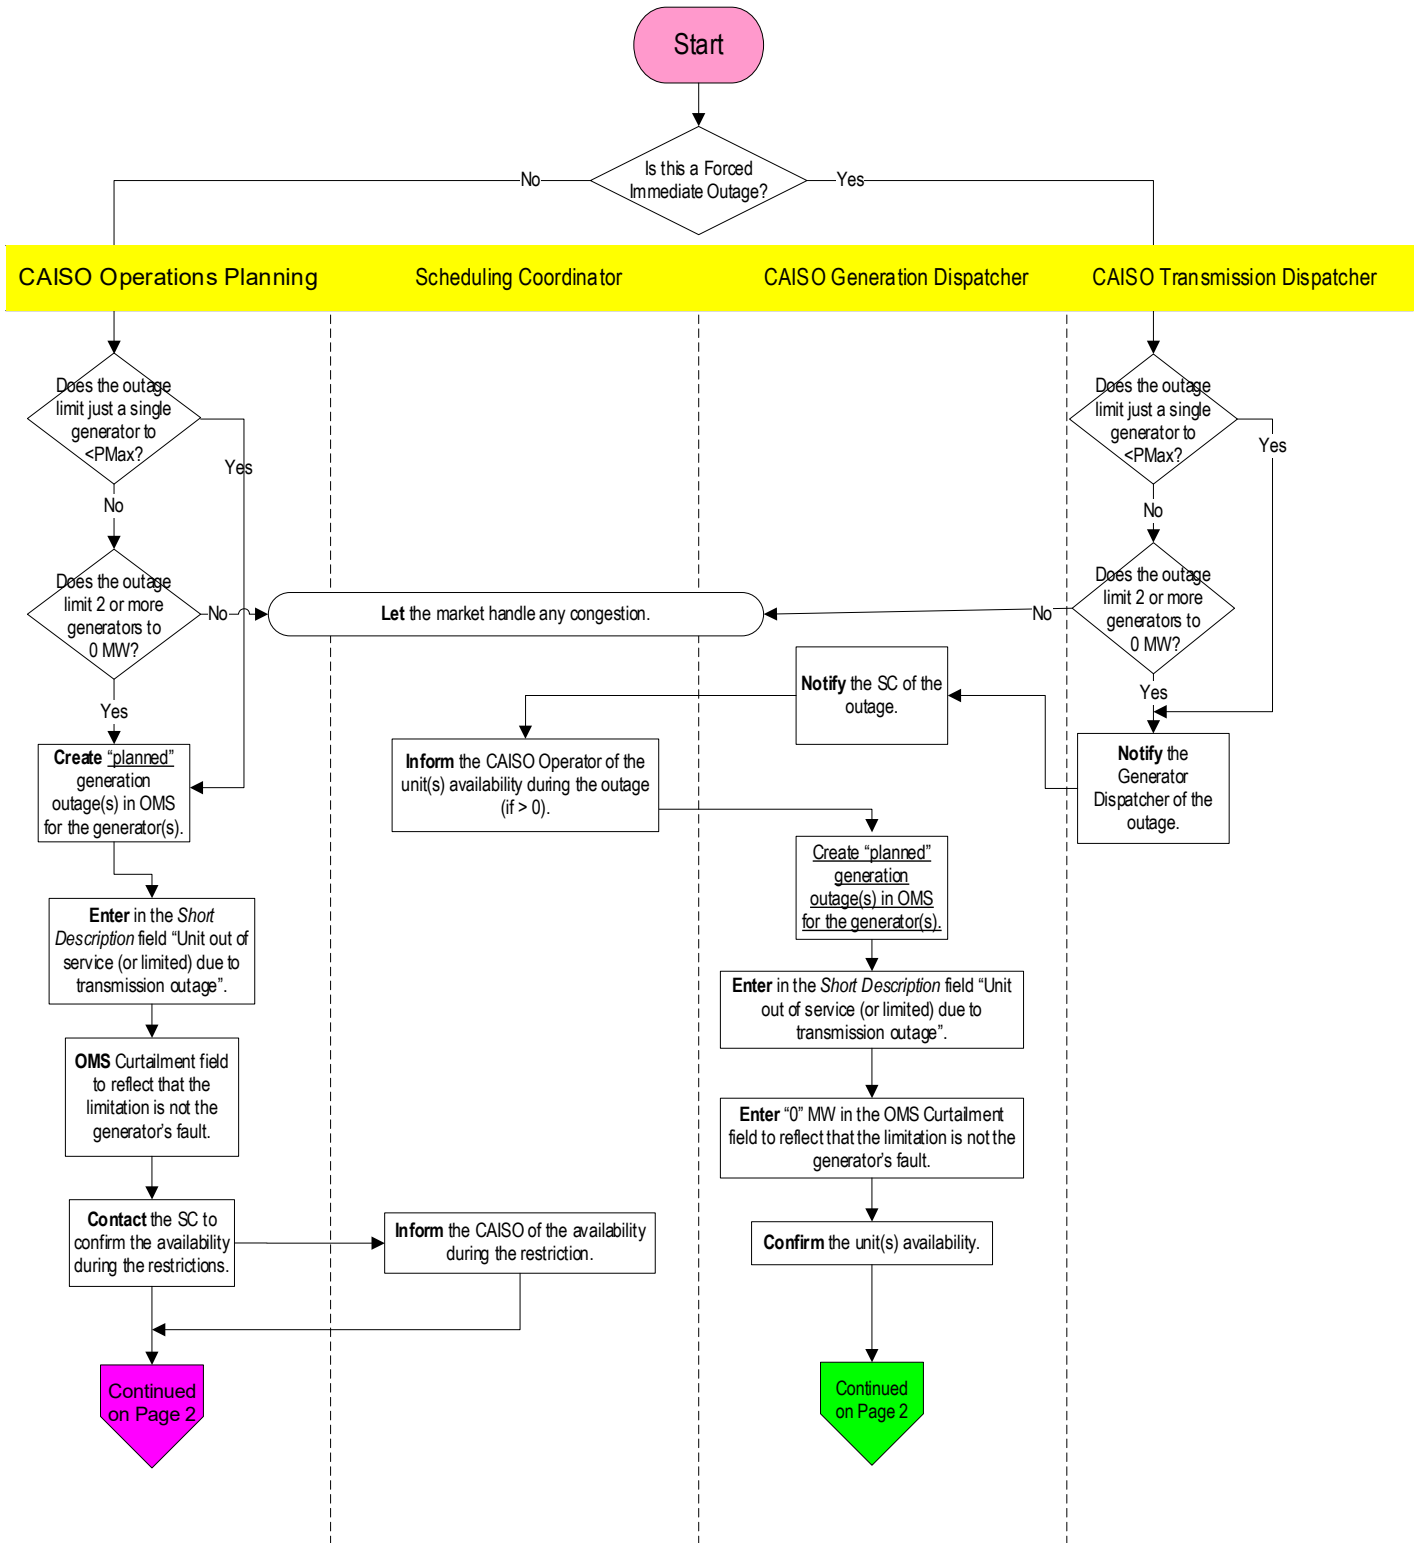 Start
Is this a Forced
Immediate Outage?
No
Yes
CAISO Operations Planning
Scheduling Coordinator
CAISO Generation Dispatcher
CAISO Transmission Dispatcher
Does the outage
limit just a single
generator to
<PMax?
Yes
No
Does the outage
limit 2 or more
generators to
0 MW?
No
Yes
Let the market handle any congestion.
Does the outage
limit just a single
generator to
<PMax?
Yes
No
Does the outage
limit 2 or more
generators to
0 MW?
No
Yes
Notify the
Generator
Dispatcher of the
outage.
Notify the SC of the
outage.
Inform the CAISO Operator of the
unit(s) availability during the outage
(if > 0).
Create “planned”
generation
outage(s) in OMS
for the generator(s).
Create “planned”
generation
outage(s) in OMS
for the generator(s).
Enter in the Short
Description field “Unit out of
service (or limited) due to
transmission outage”.
Enter in the Short Description field “Unit
out of service (or limited) due to
transmission outage”.
OMS Curtailment field
to reflect that the
limitation is not the
generator’s fault.
Enter “0” MW in the OMS Curtailment
field to reflect that the limitation is not the
generator’s fault.
Contact the SC to
confirm the availability
during the restrictions.
Inform the CAISO of the availability
during the restriction.
Confirm the unit(s) availability.
Continued
on Page 2
Continued
on Page 2